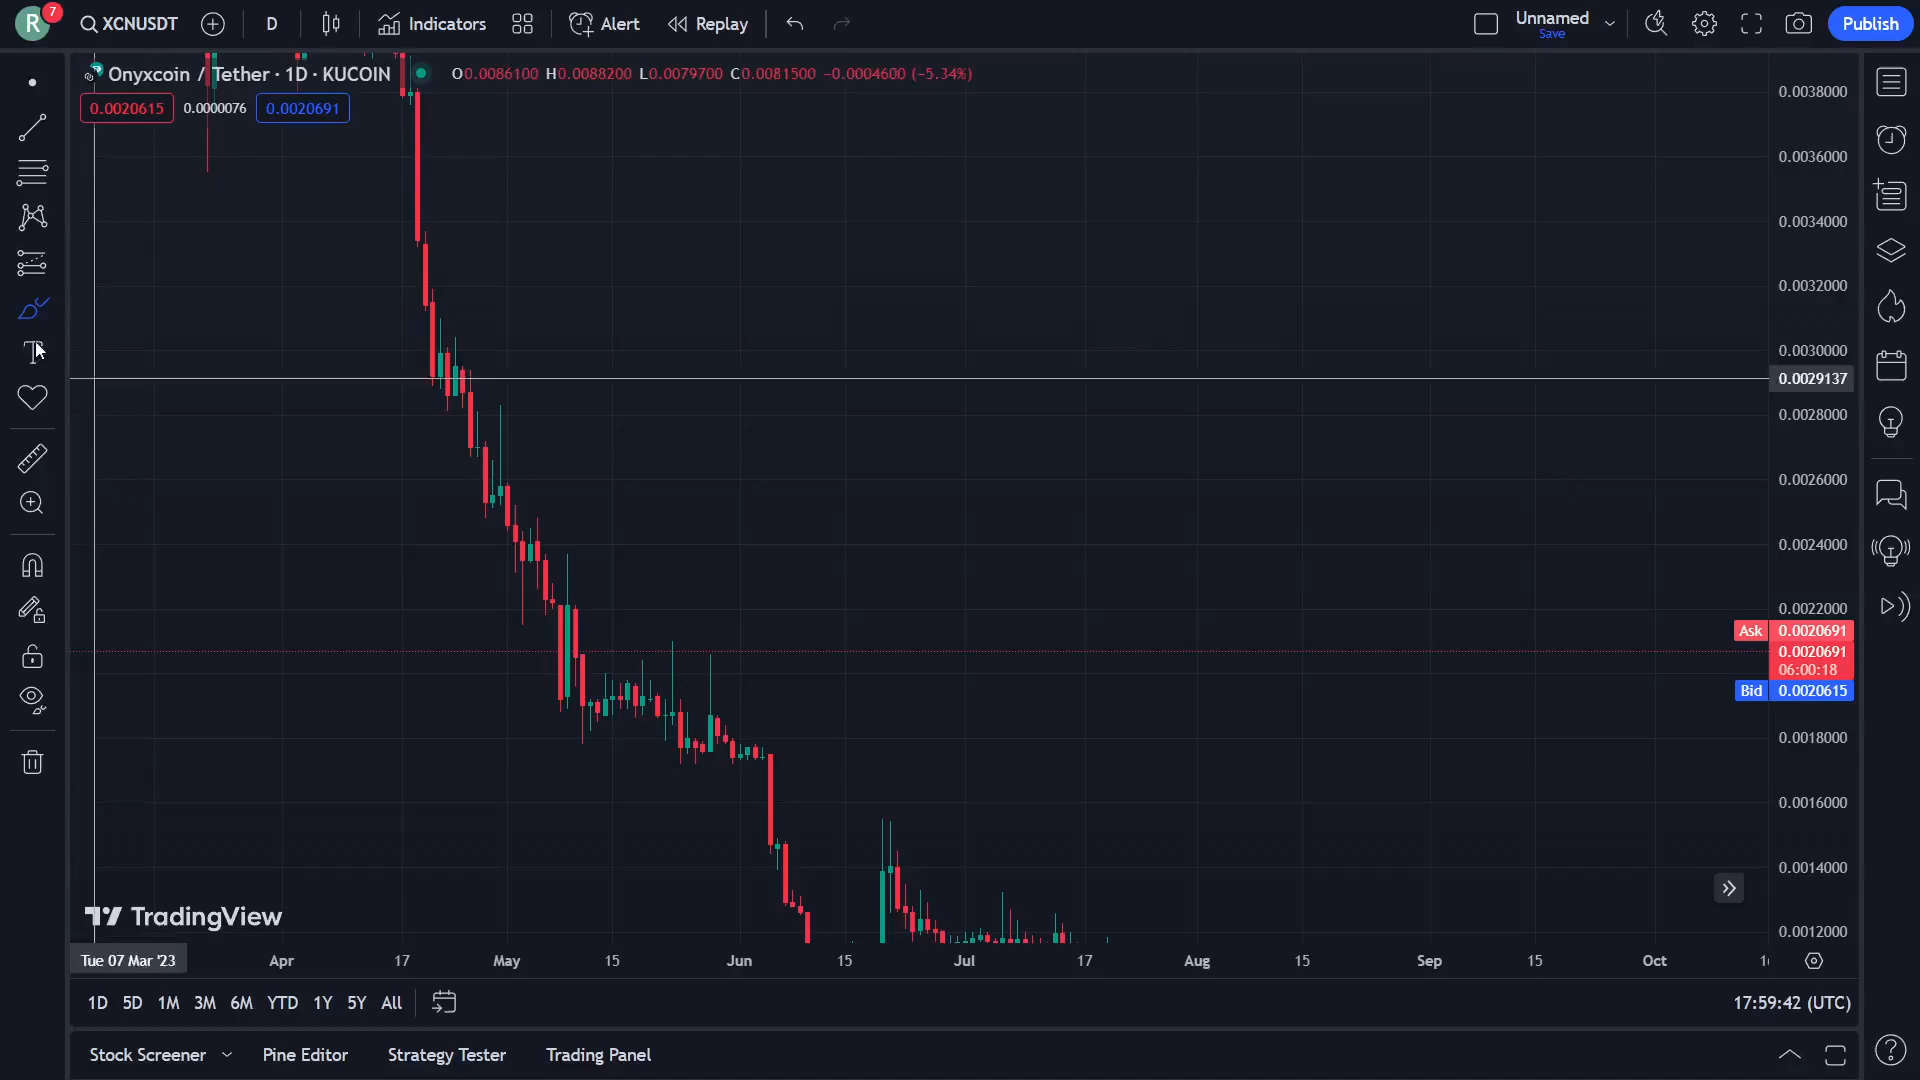 R 7 XCNUSDT D Indicators Alert Replay Unnamed Save Publish
Onyxcoin / Tether · 1D · KUCOIN O0.0086100 H0.0088200 L0.0079700 C0.0081500 −0.0004600 (−5.34%)
0.0020615 0.0000076 0.0020691
0.0038000
0.0036000
0.0034000
0.0032000
0.0030000
0.0029137
0.0028000
0.0026000
0.0024000
0.0022000
Ask 0.0020691
0.0020691
06:00:18
Bid 0.0020615
0.0018000
0.0016000
0.0014000
0.0012000
TradingView
Tue 07 Mar '23 Apr 17 May 15 Jun 15 Jul 17 Aug 15 Sep 15 Oct
1D 5D 1M 3M 6M YTD 1Y 5Y All 17:59:42 (UTC)
Stock Screener Pine Editor Strategy Tester Trading Panel